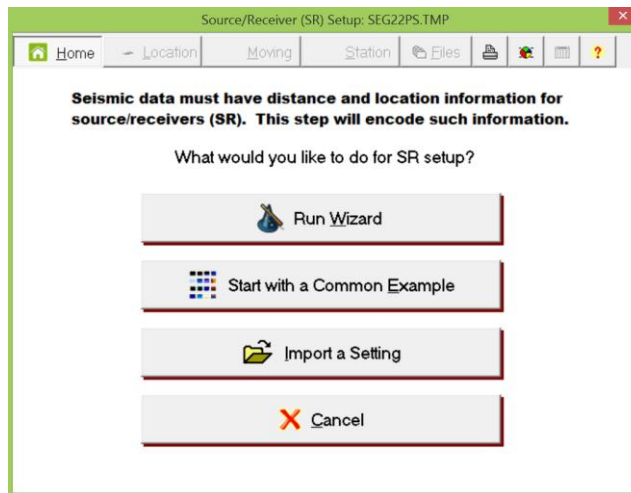 Source/Receiver (SR) Setup: SEG22PS.TMP
Home Location Moving Station Files ?
Seismic data must have distance and location information for
source/receivers (SR). This step will encode such information.
What would you like to do for SR setup?
Run Wizard
Start with a Common Example
Import a Setting
Cancel